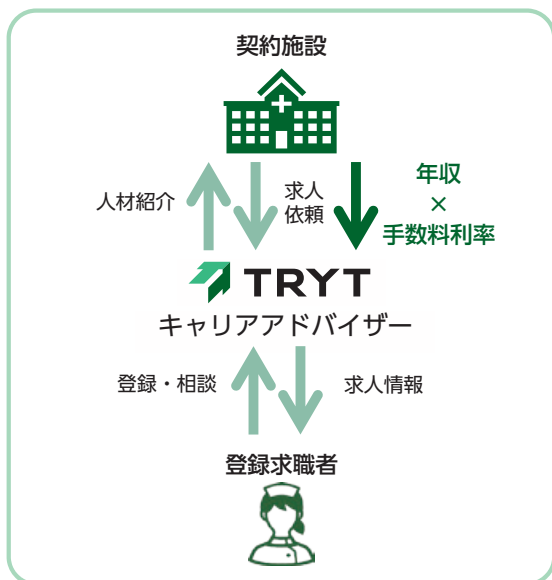 契約施設
人材紹介
求人
依頼
年収
×
手数料利率
TRYT
キャリアアドバイザー
登録・相談
求人情報
登録求職者